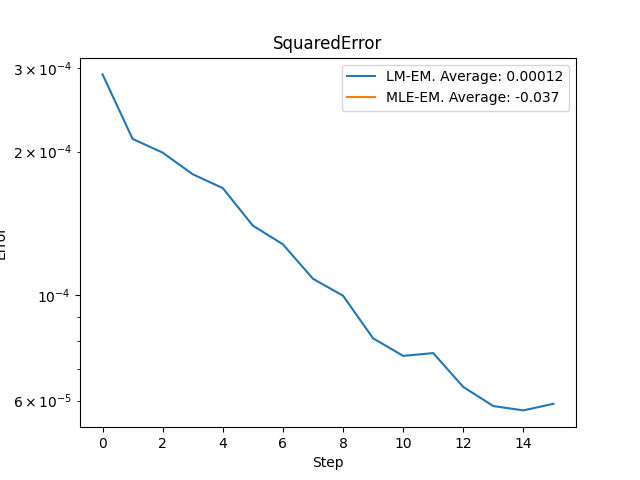 SquaredError
LM-EM. Average: 0.00012
MLE-EM. Average: -0.037
3 × 10⁻⁴
2 × 10⁻⁴
10⁻⁴
6 × 10⁻⁵
Error
0 2 4 6 8 10 12 14
Step